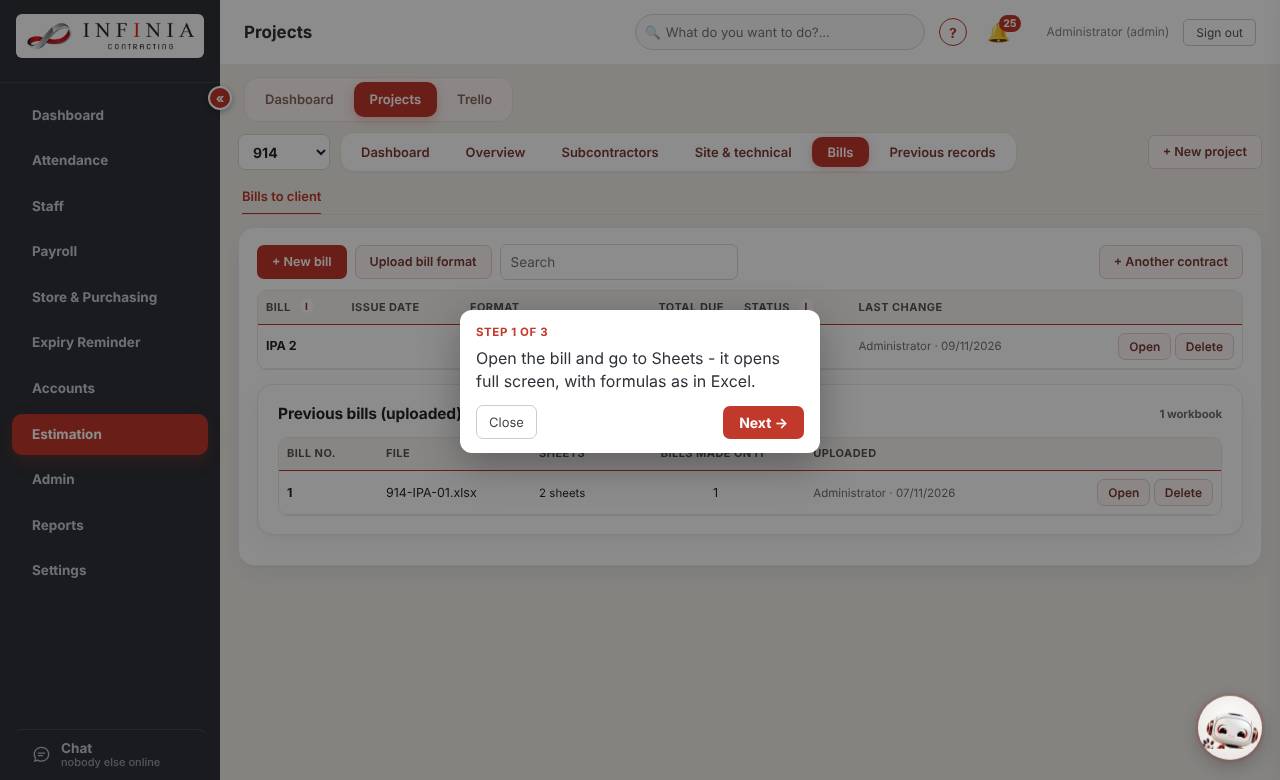 INFINIA
CONTRACTING
Projects
What do you want to do?...
?
25
Administrator (admin)
Sign out
«
Dashboard
Projects
Trello
914
Dashboard
Overview
Subcontractors
Site & technical
Bills
Previous records
+ New project
Bills to client
+ New bill
Upload bill format
Search
+ Another contract
BILL
ISSUE DATE
FORMAT
TOTAL DUE
STATUS
LAST CHANGE
IPA 2
Administrator · 09/11/2026
Open
Delete
STEP 1 OF 3
Open the bill and go to Sheets - it opens
full screen, with formulas as in Excel.
Close
Next →
Previous bills (uploaded)
1 workbook
BILL NO.
FILE
SHEETS
BILLS MADE ON IT
UPLOADED
1
914-IPA-01.xlsx
2 sheets
1
Administrator · 07/11/2026
Open
Delete
Dashboard
Attendance
Staff
Payroll
Store & Purchasing
Expiry Reminder
Accounts
Estimation
Admin
Reports
Settings
Chat
nobody else online